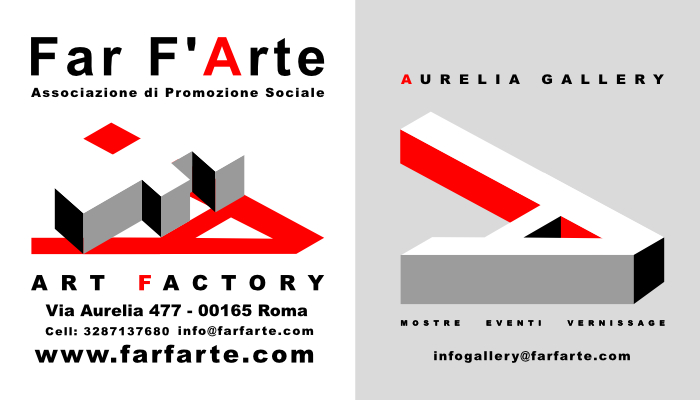 Far F'Arte
Associazione di Promozione Sociale
ART FACTORY
Via Aurelia 477 - 00165 Roma
Cell: 3287137680 info@farfarte.com
www.farfarte.com
AURELIA GALLERY
MOSTRE EVENTI VERNISSAGE
infogallery@farfarte.com